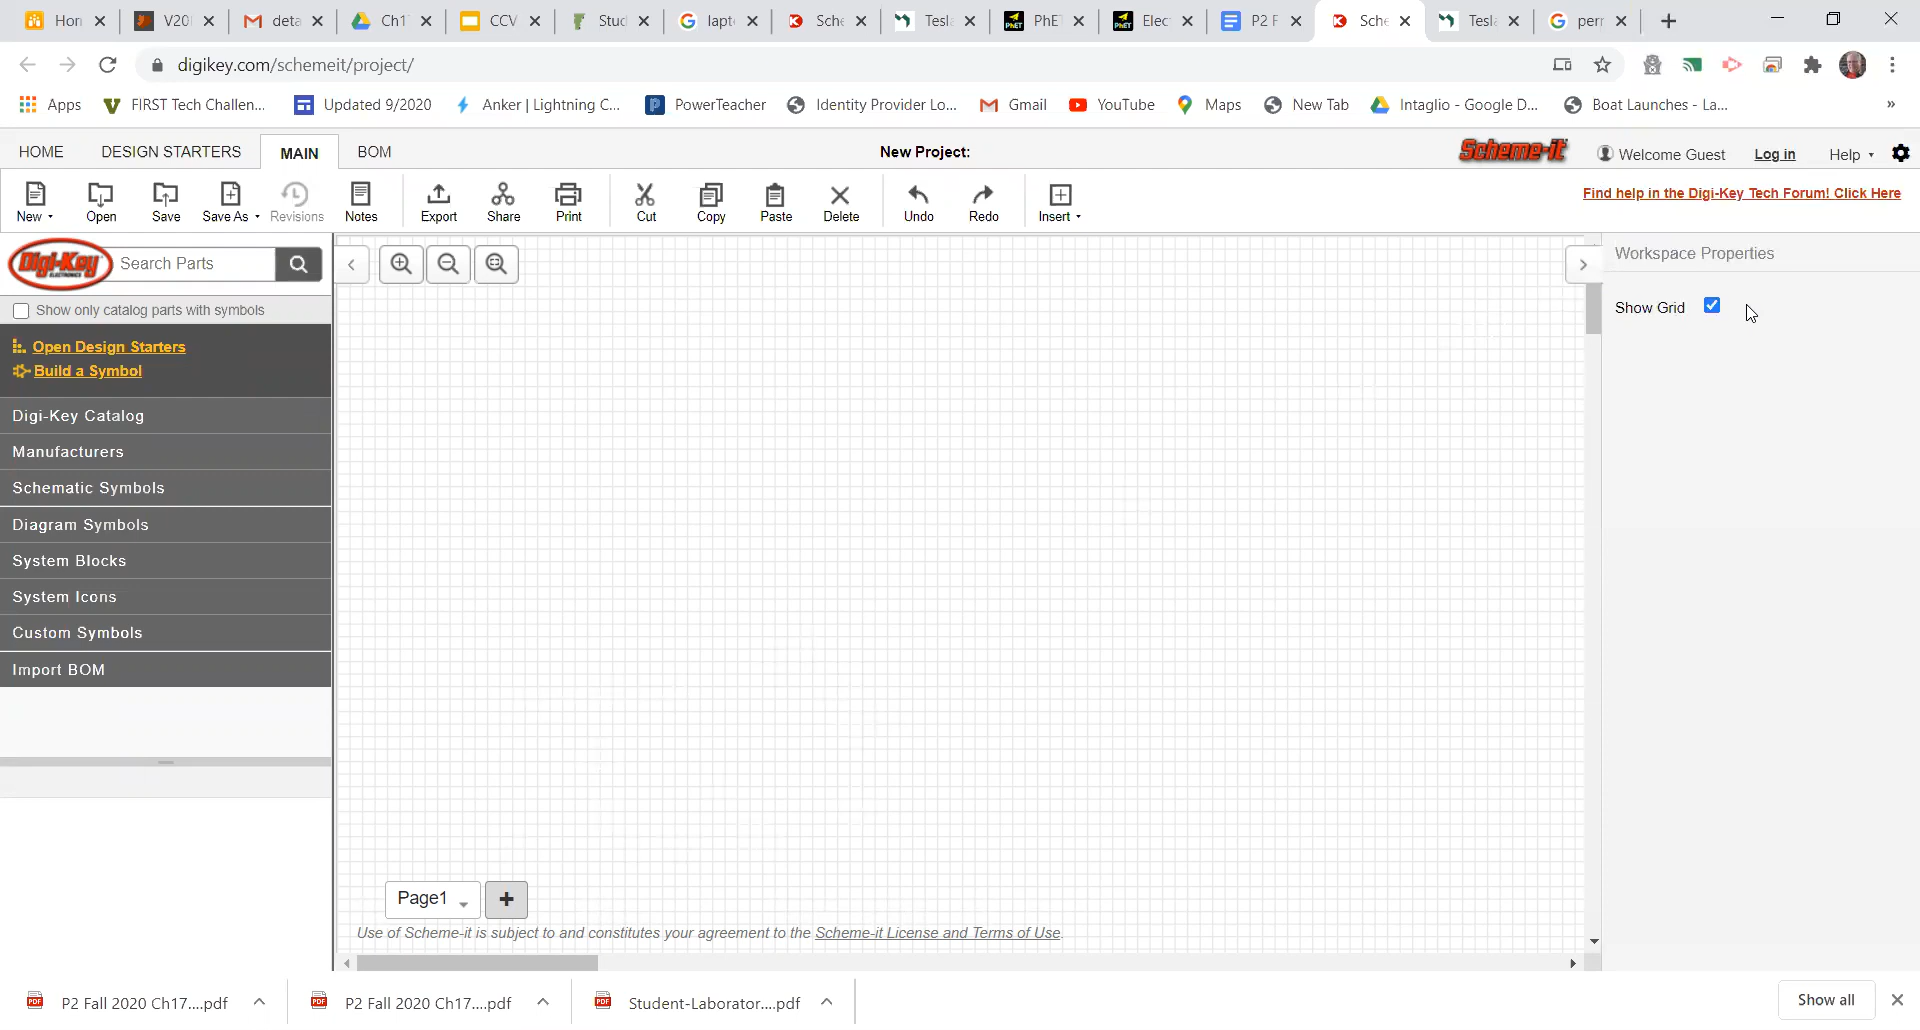 Hon
V20
deta
Ch1
CCV
Stud
lapt
Sche
Tesla
PhE
Elec
P2 F
Sche
Tesla
perr
digikey.com/schemeit/project/
Apps
FIRST Tech Challen...
Updated 9/2020
Anker | Lightning C...
PowerTeacher
Identity Provider Lo...
Gmail
YouTube
Maps
New Tab
Intaglio - Google D...
Boat Launches - La...
»
HOME
DESIGN STARTERS
MAIN
BOM
New Project:
Scheme-it
Welcome Guest
Log in
Help
New
Open
Save
Save As
Revisions
Notes
Export
Share
Print
Cut
Copy
Paste
Delete
Undo
Redo
Insert
Find help in the Digi-Key Tech Forum! Click Here
Digi-Key
ELECTRONICS
Search Parts
Workspace Properties
Show only catalog parts with symbols
Show Grid
Open Design Starters
Build a Symbol
Digi-Key Catalog
Manufacturers
Schematic Symbols
Diagram Symbols
System Blocks
System Icons
Custom Symbols
Import BOM
Page1
Use of Scheme-it is subject to and constitutes your agreement to the Scheme-it License and Terms of Use.
P2 Fall 2020 Ch17....pdf
P2 Fall 2020 Ch17....pdf
Student-Laborator....pdf
Show all